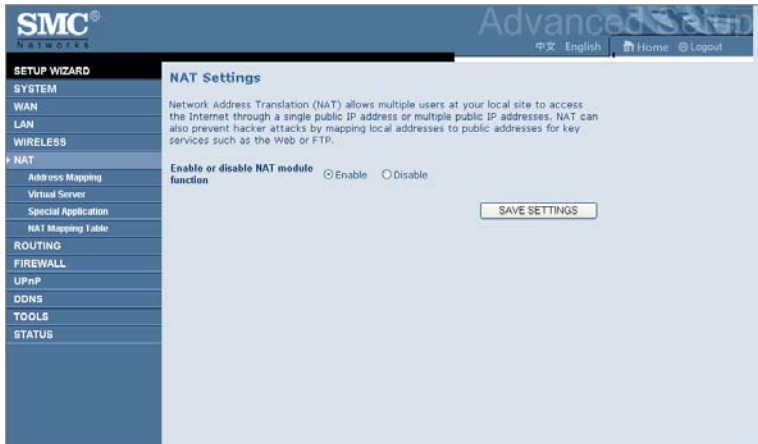 SMC®
Networks
Advanced Setup
中文 English Home Logout
SETUP WIZARD
SYSTEM
WAN
LAN
WIRELESS
NAT
Address Mapping
Virtual Server
Special Application
NAT Mapping Table
ROUTING
FIREWALL
UPnP
DDNS
TOOLS
STATUS
NAT Settings
Network Address Translation (NAT) allows multiple users at your local site to access
the Internet through a single public IP address or multiple public IP addresses. NAT can
also prevent hacker attacks by mapping local addresses to public addresses for key
services such as the Web or FTP.
Enable or disable NAT module
function
Enable Disable
SAVE SETTINGS